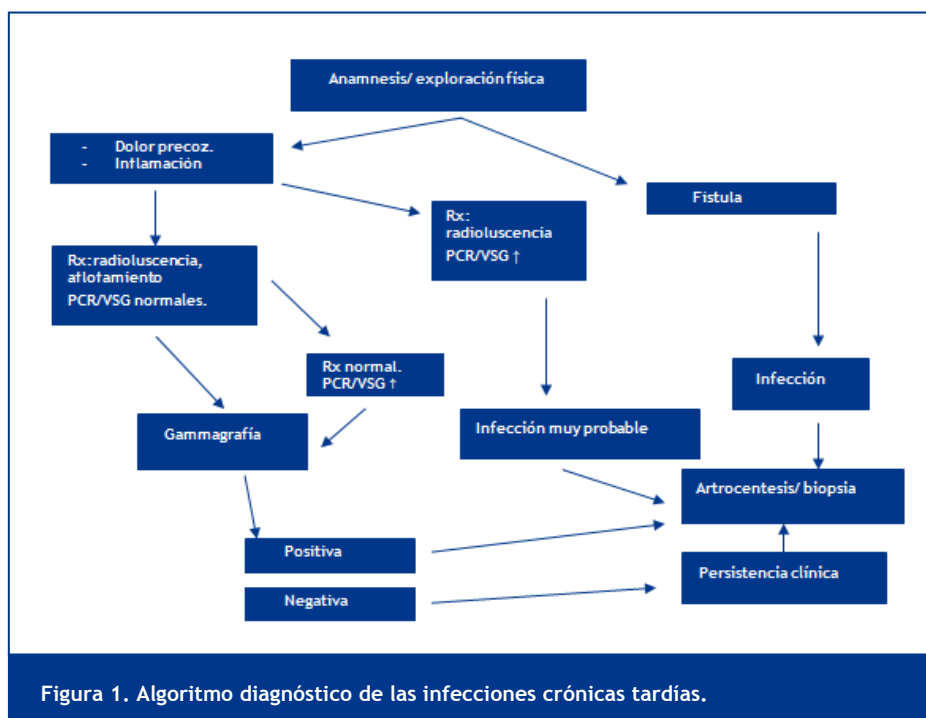 Anamnesis/ exploración física
- Dolor precoz.
- Inflamación
Fistula
Rx:
radioluscencia
PCR/VSG ↑
Rx: radioluscencia,
aflotamiento
PCR/VSG normales.
Rx normal.
PCR/VSG ↑
Infección
Gammagrafía
Infección muy probable
Artrocentesis/ biopsia
Positiva
Persistencia clínica
Negativa
Figura 1. Algoritmo diagnóstico de las infecciones crónicas tardías.